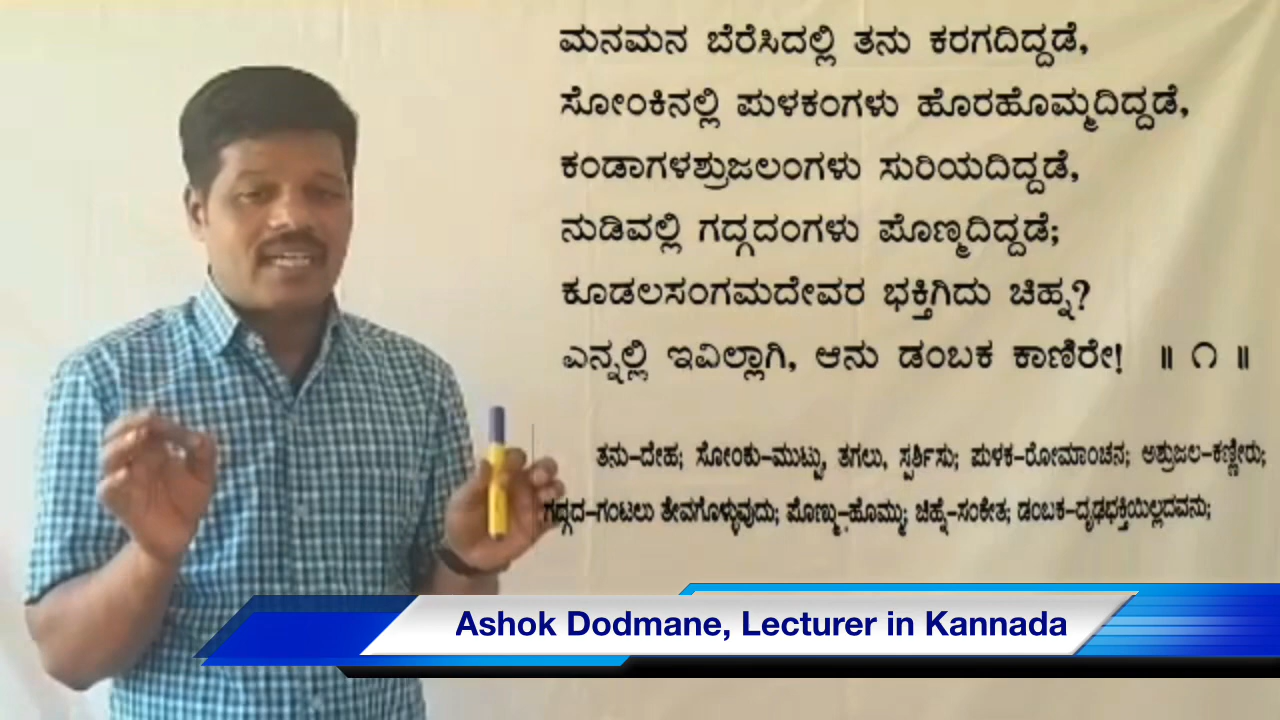 ಮನಮನ ಬೆರೆಸಿದಲ್ಲಿ ತನು ಕರಗದಿದ್ದಡೆ,
ಸೋಂಕಿನಲ್ಲಿ ಪುಳಕಂಗಳು ಹೊರಹೊಮ್ಮದಿದ್ದಡೆ,
ಕಂಡಾಗಳಶ್ರುಜಲಂಗಳು ಸುರಿಯದಿದ್ದಡೆ,
ನುಡಿವಲ್ಲಿ ಗದ್ಗದಂಗಳು ಪೊಣ್ಮದಿದ್ದಡೆ;
ಕೂಡಲಸಂಗಮದೇವರ ಭಕ್ತಿಗಿದು ಚಿಹ್ನ?
ಎನ್ನಲ್ಲಿ ಇವಿಲ್ಲಾಗಿ, ಆನು ಡಂಬಕ ಕಾಣಿರೇ! ॥ ೧ ॥
ತನು-ದೇಹ; ಸೋಂಕು-ಮುಟ್ಟು, ತಗಲು, ಸ್ಪರ್ಶಿಸು; ಪುಳಕ-ರೋಮಾಂಚನ; ಅಶ್ರುಜಲ-ಕಣ್ಣೀರು;
ಗದ್ಗದ-ಗಂಟಲು ತೇವಗೊಳ್ಳುವುದು; ಪೊಣ್ಮು-ಹೊಮ್ಮು; ಚಿಹ್ನೆ-ಸಂಕೇತ; ಡಂಬಕ-ದೃಢಭಕ್ತಿಯಿಲ್ಲದವನು;
Ashok Dodmane, Lecturer in Kannada